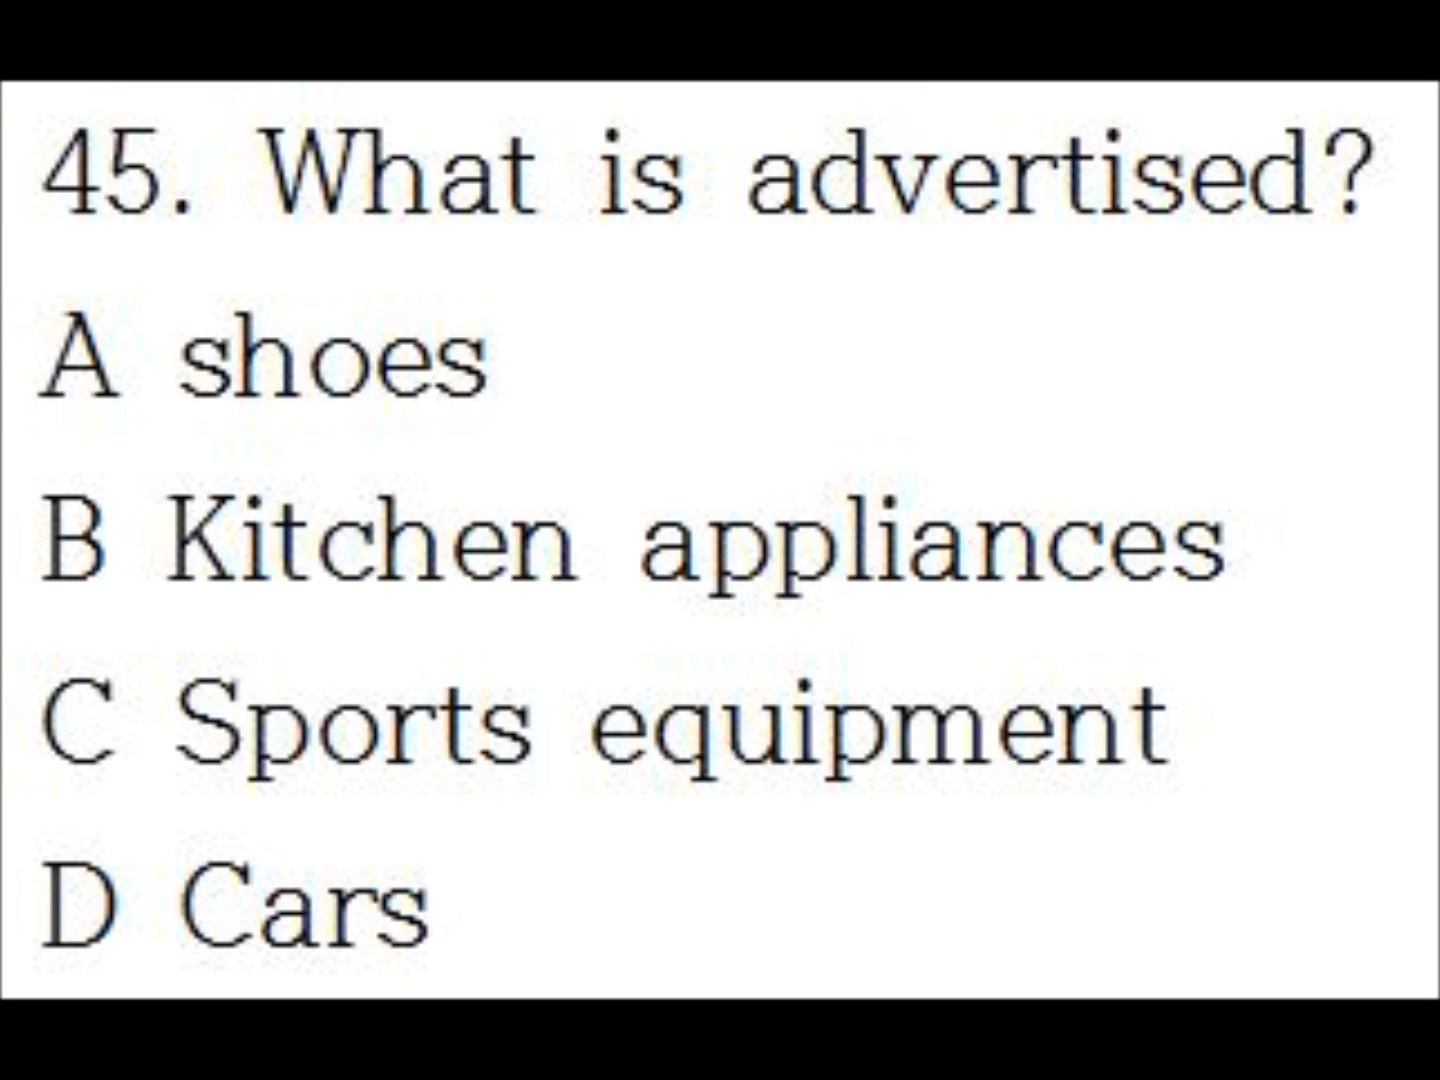 45. What is advertised?
A shoes
B Kitchen appliances
C Sports equipment
D Cars